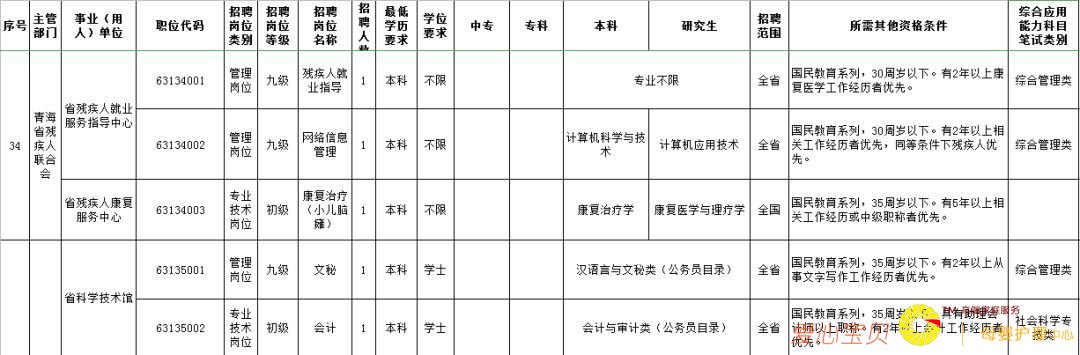 序号 主管部门 事业（用人）单位 职位代码 招聘岗位类别 招聘岗位等级 招聘岗位名称 招聘人数 最低学历要求 学位要求 中专 专科 本科 研究生 招聘范围 所需其他资格条件 综合应用能力科目笔试类别
34 青海省残疾人联合会 省残疾人就业服务指导中心 63134001 管理岗位 九级 残疾人就业指导 1 本科 不限 专业不限 全省 国民教育系列，30周岁以下。有2年以上康复医学工作经历者优先。 综合管理类
63134002 管理岗位 九级 网络信息管理 1 本科 不限 计算机科学与技术 计算机应用技术 全省 国民教育系列，30周岁以下。有2年以上相关工作经历者优先，同等条件下残疾人优先。 综合管理类
省残疾人康复服务中心 63134003 专业技术岗位 初级 康复治疗（小儿脑瘫） 1 本科 不限 康复治疗学 康复医学与理疗学 全国 国民教育系列，35周岁以下。有5年以上相关工作经历或中级职称者优先。
省科学技术馆 63135001 管理岗位 九级 文秘 1 本科 学士 汉语言与文秘类（公务员目录） 全省 国民教育系列，35周岁以下。有2年以上从事文字写作工作经历者优先。 综合管理类
63135002 专业技术岗位 初级 会计 1 本科 学士 会计与审计类（公务员目录） 全省 国民教育系列，35周岁以 具有助理会计师以上职称，有2年 上会计工作经历者优先。 社会科学专技类
高端家庭服务
宝贝 母婴护理中心